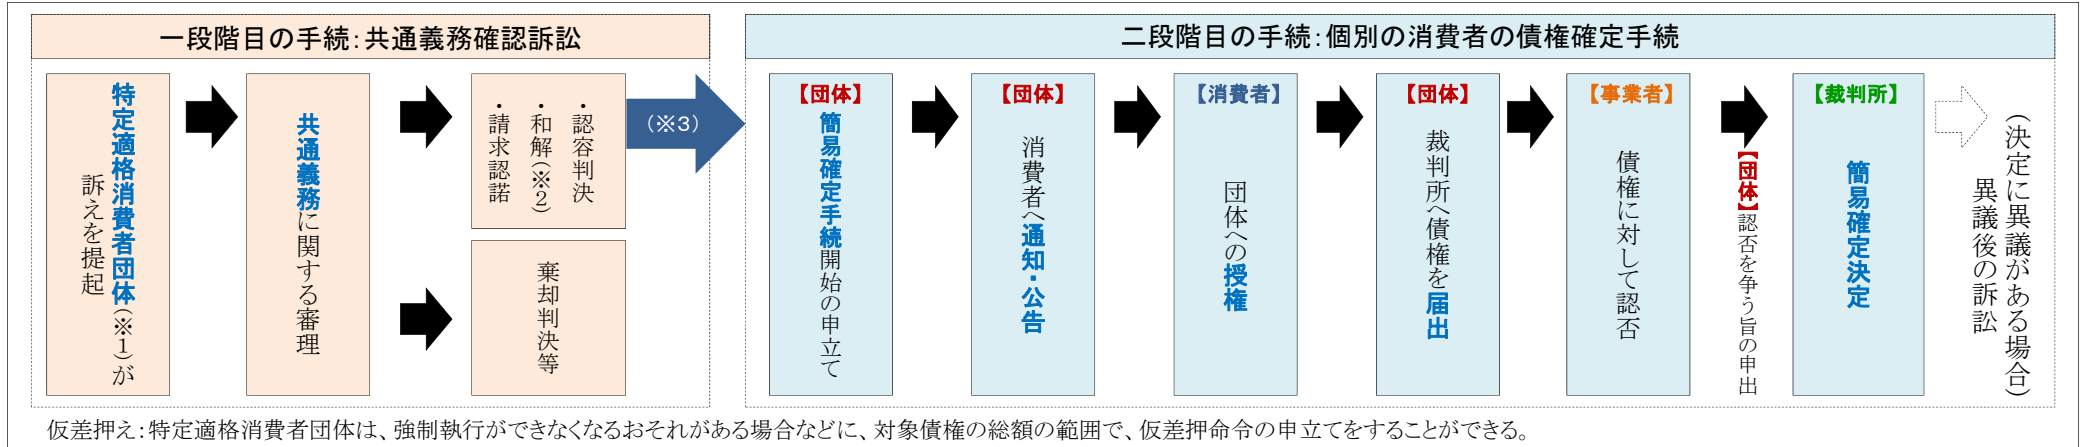 一段階目の手続：共通義務確認訴訟
特定適格消費者団体（※１）が
訴えを提起
共通義務に関する審理
・認容判決
・和解（※２）
・請求認諾
棄却判決等
（※３）
二段階目の手続：個別の消費者の債権確定手続
【団体】
簡易確定手続開始の申立て
【団体】
消費者へ通知・公告
【消費者】
団体への授権
【団体】
裁判所へ債権を届出
【事業者】
債権に対して認否
【団体】認否を争う旨の申出
【裁判所】
簡易確定決定
（決定に異議がある場合）
異議後の訴訟
仮差押え：特定適格消費者団体は、強制執行ができなくなるおそれがある場合などに、対象債権の総額の範囲で、仮差押命令の申立てをすることができる。